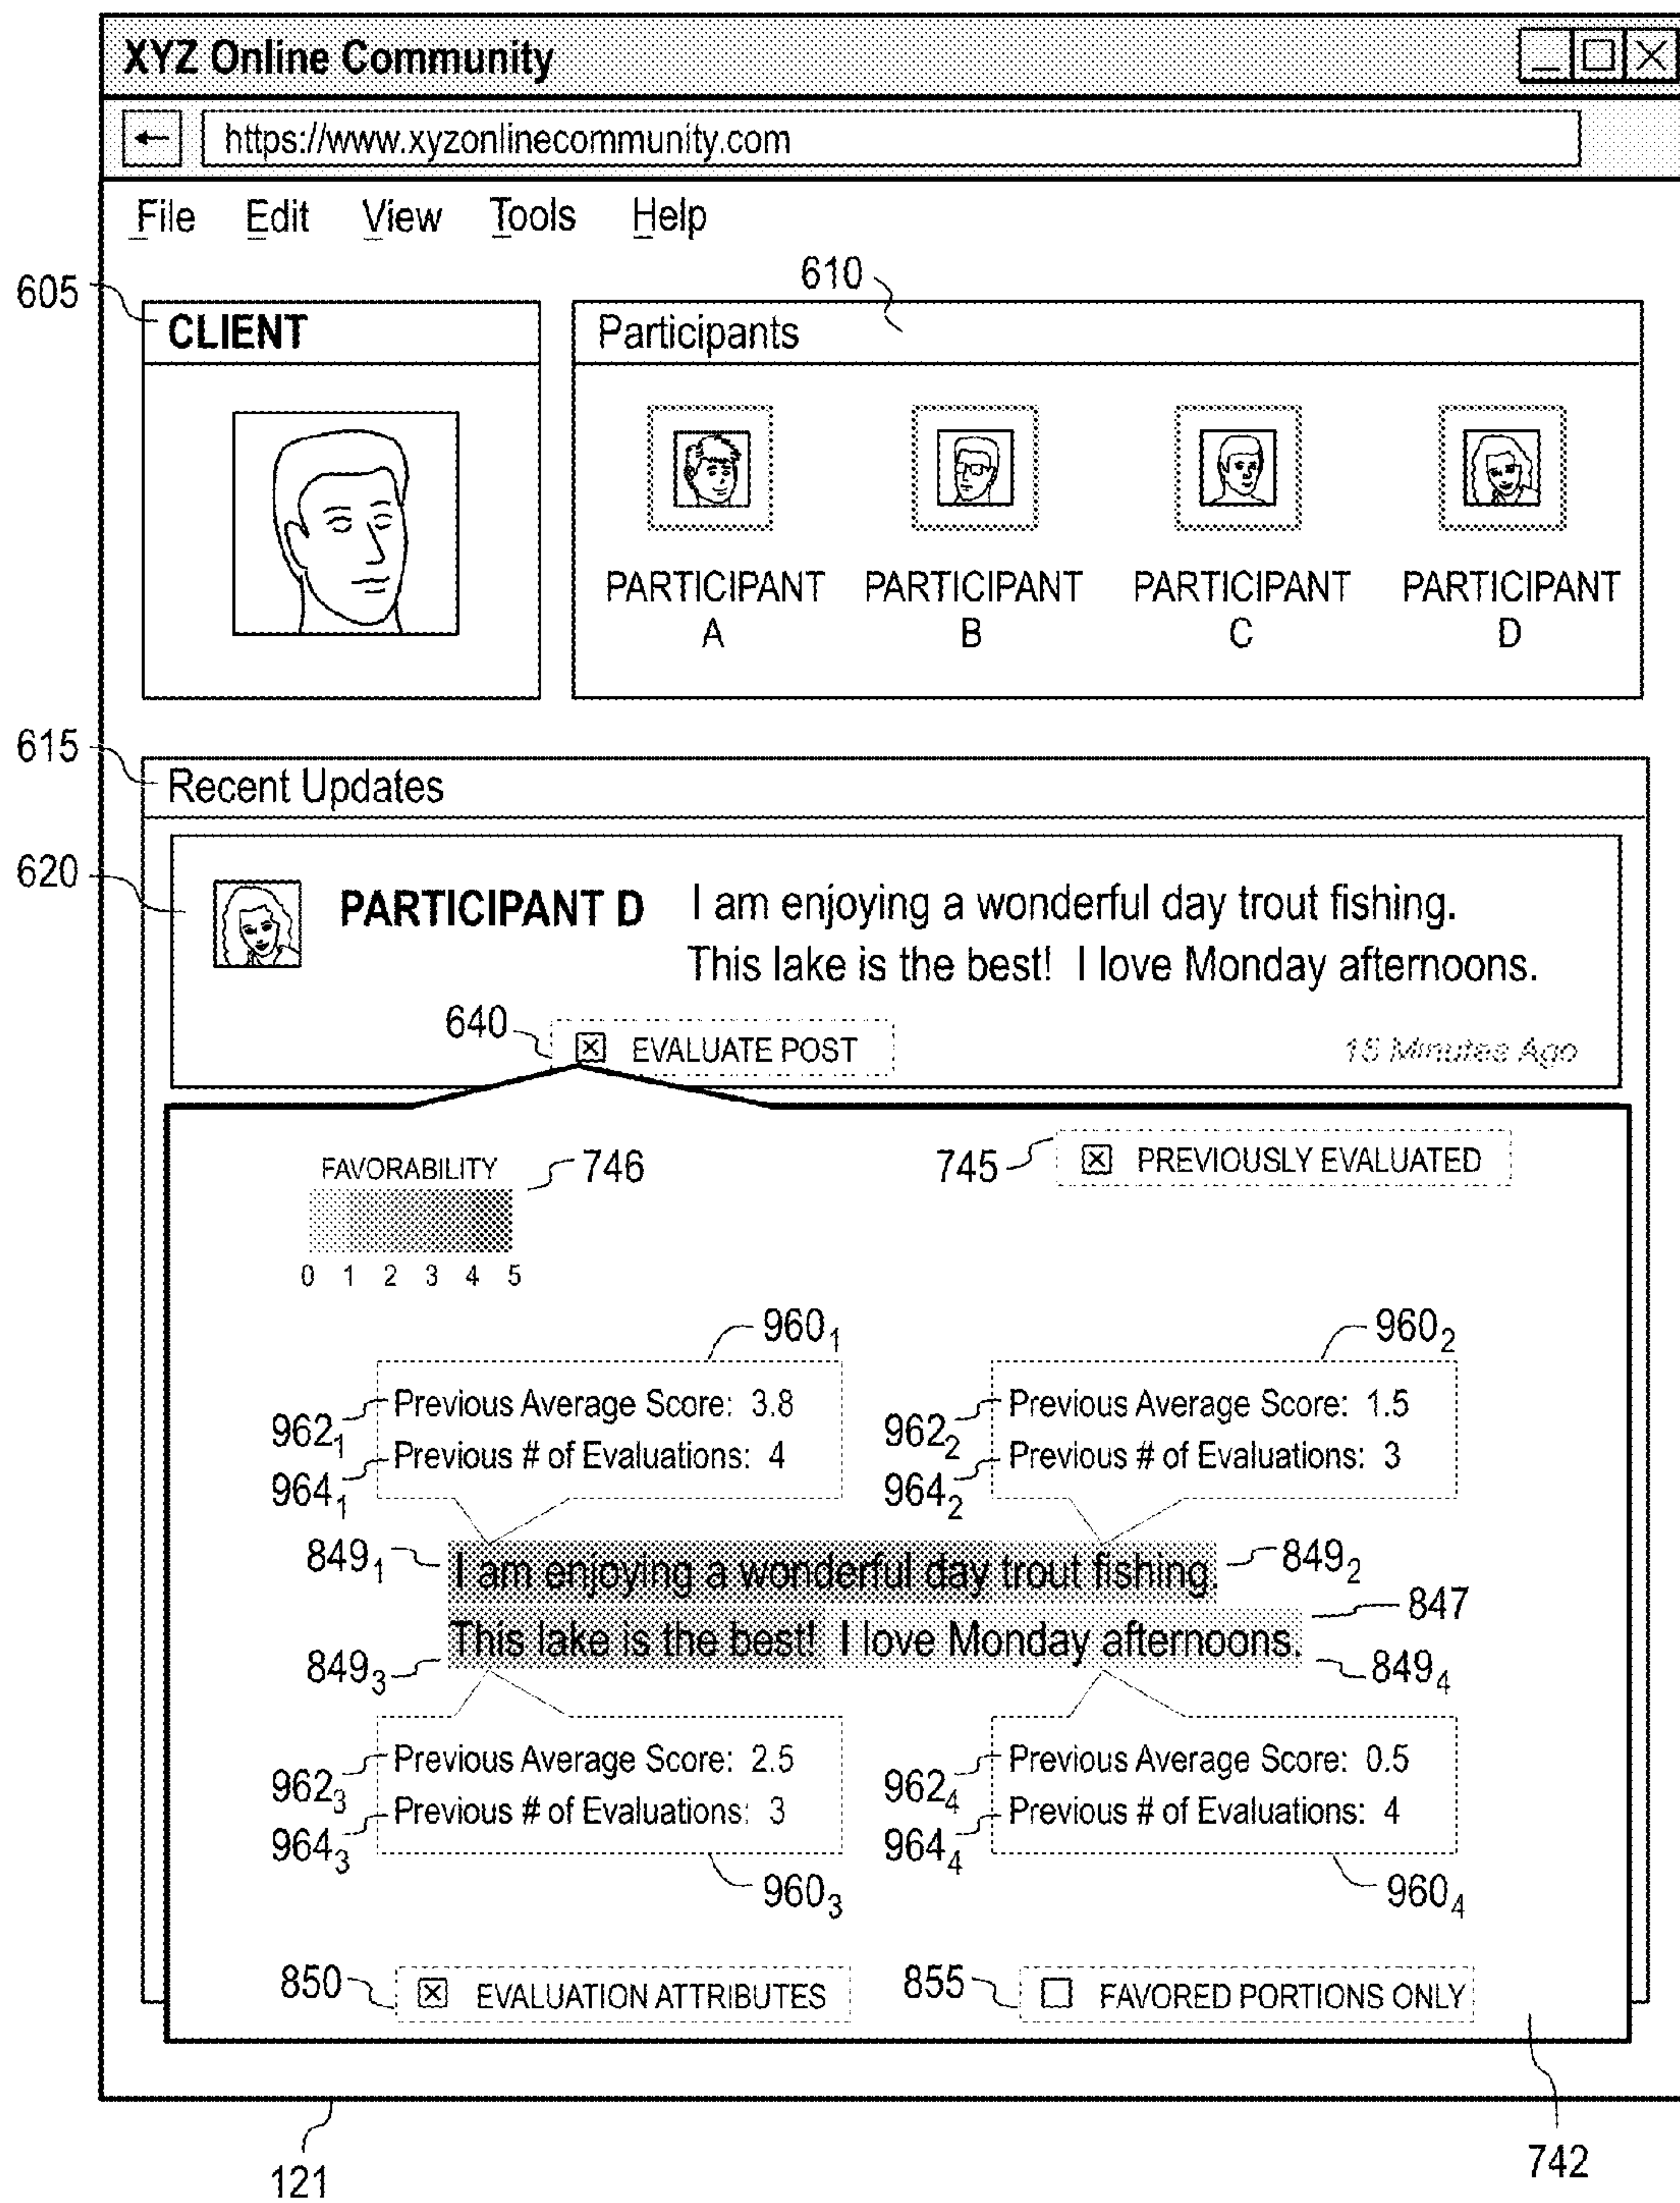 XYZ Online Community
https://www.xyzonlinecommunity.com
File Edit View Tools Help
605
610
CLIENT
Participants
PARTICIPANT A
PARTICIPANT B
PARTICIPANT C
PARTICIPANT D
615
Recent Updates
620
PARTICIPANT D
I am enjoying a wonderful day trout fishing.
This lake is the best! I love Monday afternoons.
640
EVALUATE POST
15 Minutes Ago
FAVORABILITY
746
745
PREVIOUSLY EVALUATED
0 1 2 3 4 5
960₁
960₂
962₁
Previous Average Score: 3.8
964₁
Previous # of Evaluations: 4
962₂
Previous Average Score: 1.5
964₂
Previous # of Evaluations: 3
849₁
I am enjoying a wonderful day trout fishing.
849₂
847
This lake is the best! I love Monday afternoons.
849₃
849₄
962₃
Previous Average Score: 2.5
964₃
Previous # of Evaluations: 3
962₄
Previous Average Score: 0.5
964₄
Previous # of Evaluations: 4
960₃
960₄
850
EVALUATION ATTRIBUTES
855
FAVORED PORTIONS ONLY
121
742